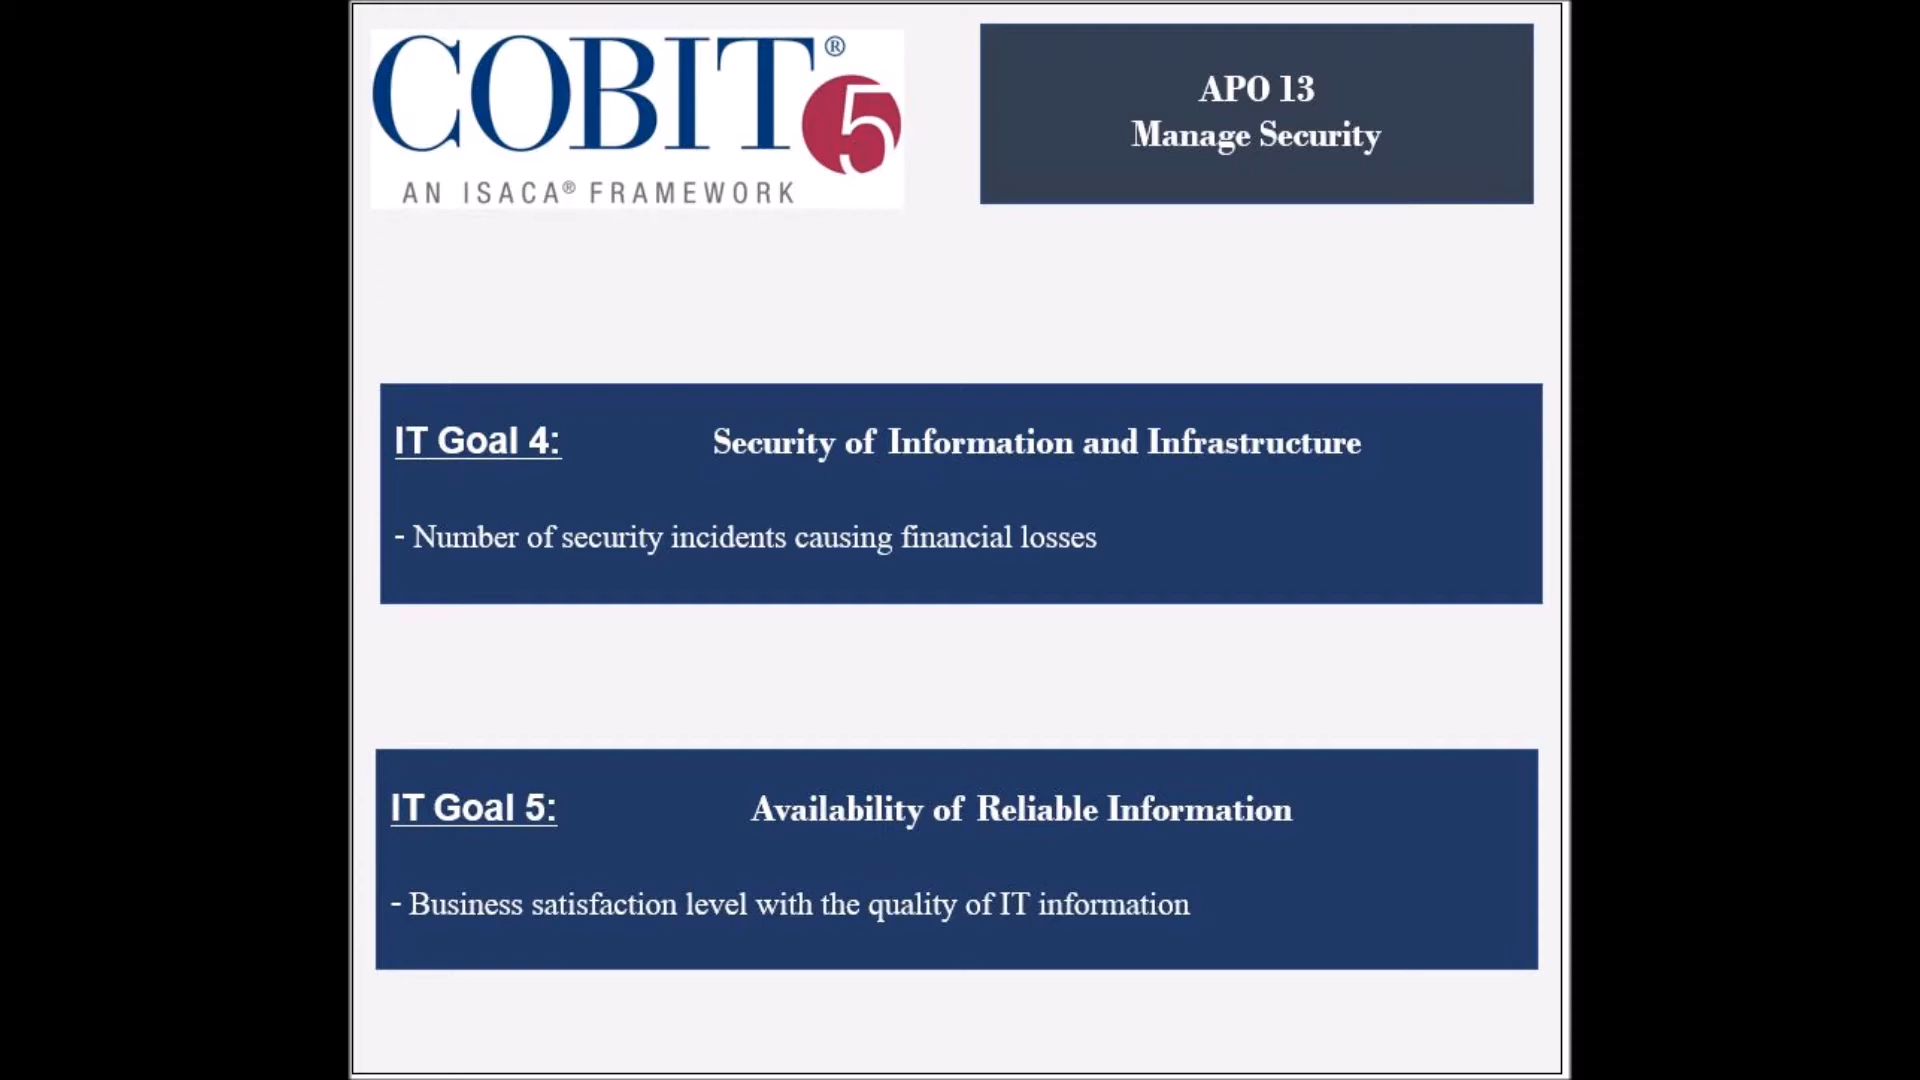 COBIT® 5
AN ISACA® FRAMEWORK
APO 13
Manage Security
IT Goal 4: Security of Information and Infrastructure
- Number of security incidents causing financial losses
IT Goal 5: Availability of Reliable Information
- Business satisfaction level with the quality of IT information